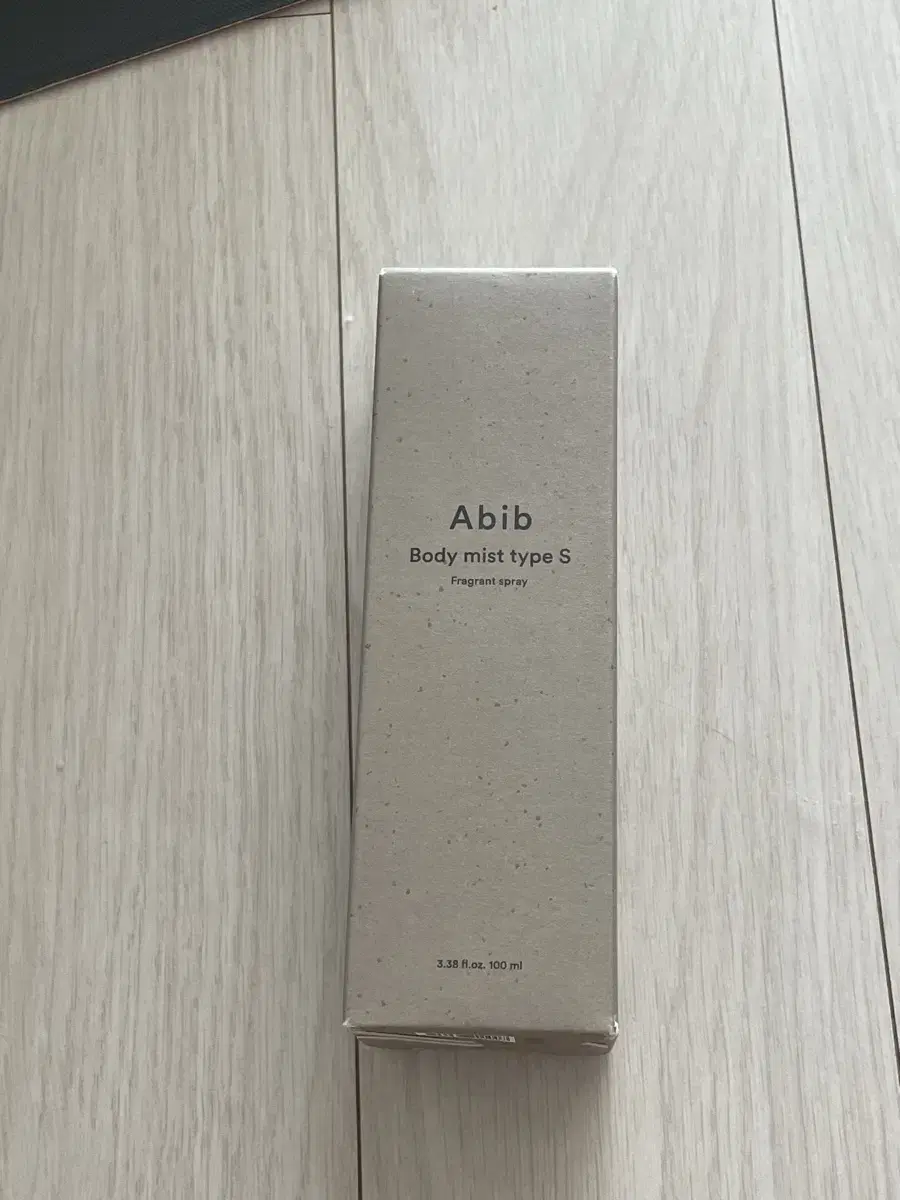 Abib
Body mist type S
Fragrant spray
3.38 fl.oz. 100 ml